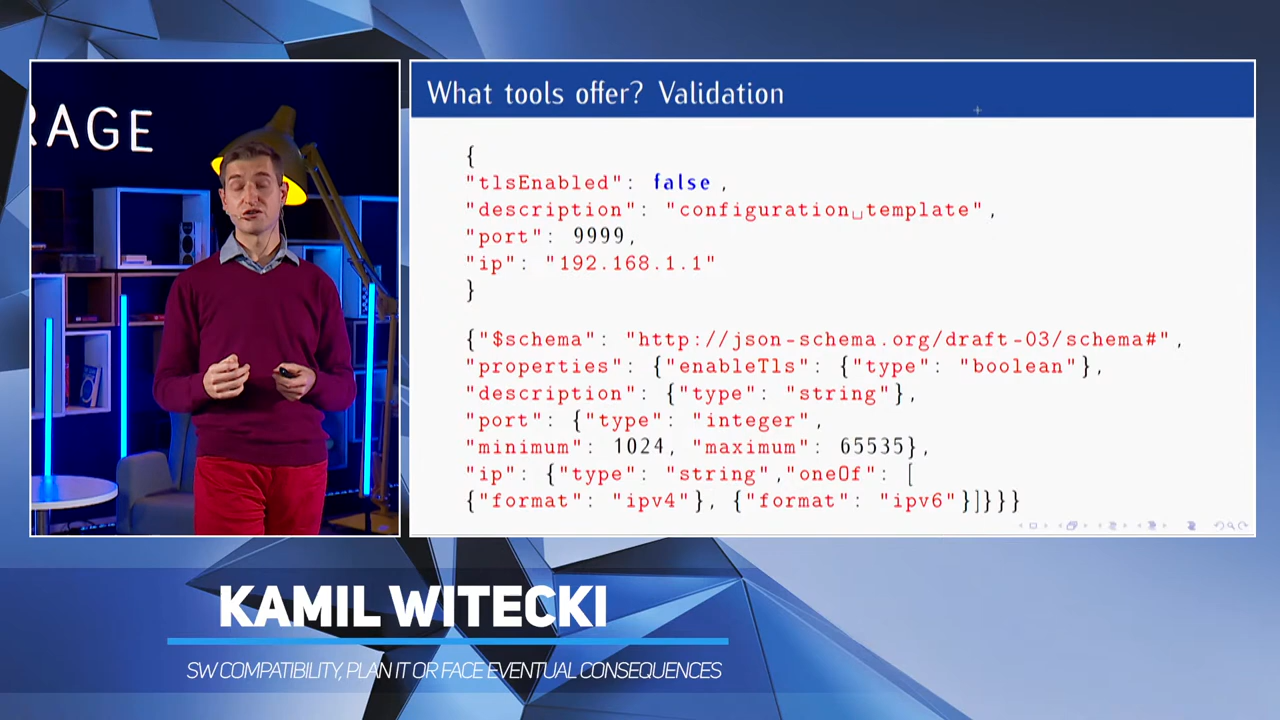 RAGE
What tools offer? Validation
{
"tlsEnabled": false ,
"description": "configuration␣template",
"port": 9999,
"ip": "192.168.1.1"
}
{"$schema": "http://json-schema.org/draft-03/schema#",
"properties": {"enableTls": {"type": "boolean"},
"description": {"type": "string"},
"port": {"type": "integer",
"minimum": 1024, "maximum": 65535},
"ip": {"type": "string","oneOf": [
{"format": "ipv4"}, {"format": "ipv6"}]}}}
KAMIL WITECKI
SW COMPATIBILITY, PLAN IT OR FACE EVENTUAL CONSEQUENCES